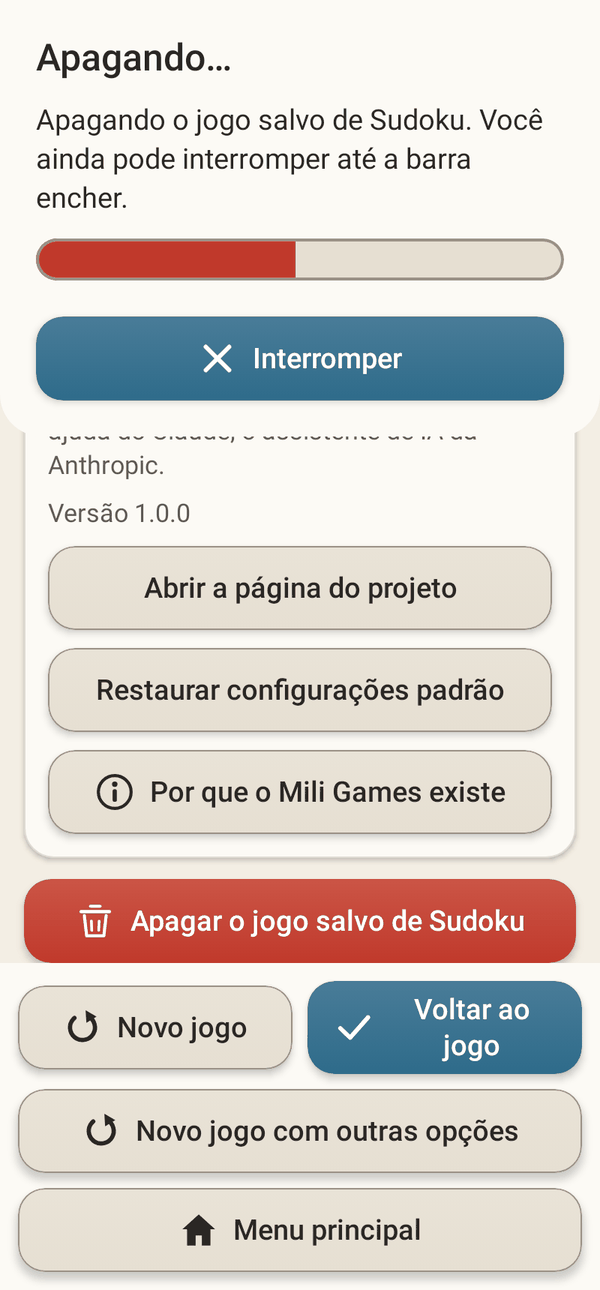 Apagando…
Apagando o jogo salvo de Sudoku. Você
ainda pode interromper até a barra
encher.
Interromper
Anthropic.
Versão 1.0.0
Abrir a página do projeto
Restaurar configurações padrão
Por que o Mili Games existe
Apagar o jogo salvo de Sudoku
Novo jogo
Voltar ao
jogo
Novo jogo com outras opções
Menu principal